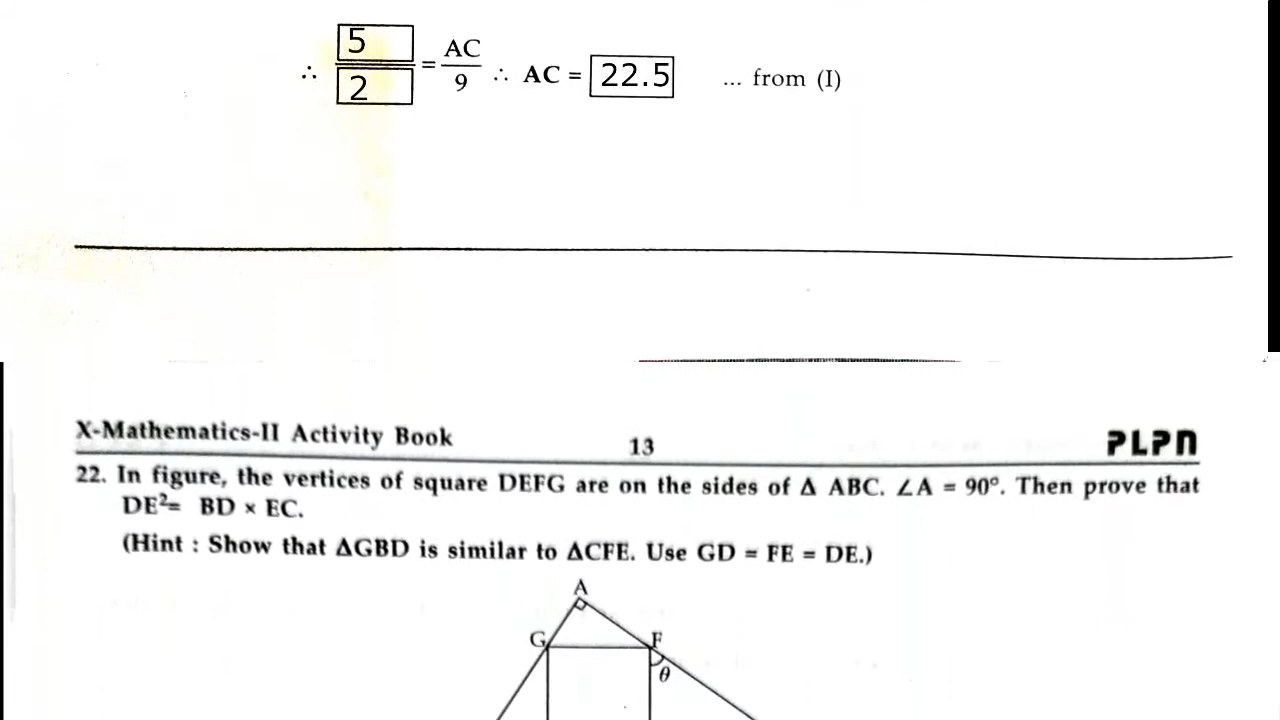 ∴ 5/2 = AC/9 ∴ AC = 22.5 ... from (I)
X-Mathematics-II Activity Book 13 PLPN
22. In figure, the vertices of square DEFG are on the sides of Δ ABC. ∠A = 90°. Then prove that
DE²= BD × EC.
(Hint : Show that ΔGBD is similar to ΔCFE. Use GD = FE = DE.)
A
G F
θ